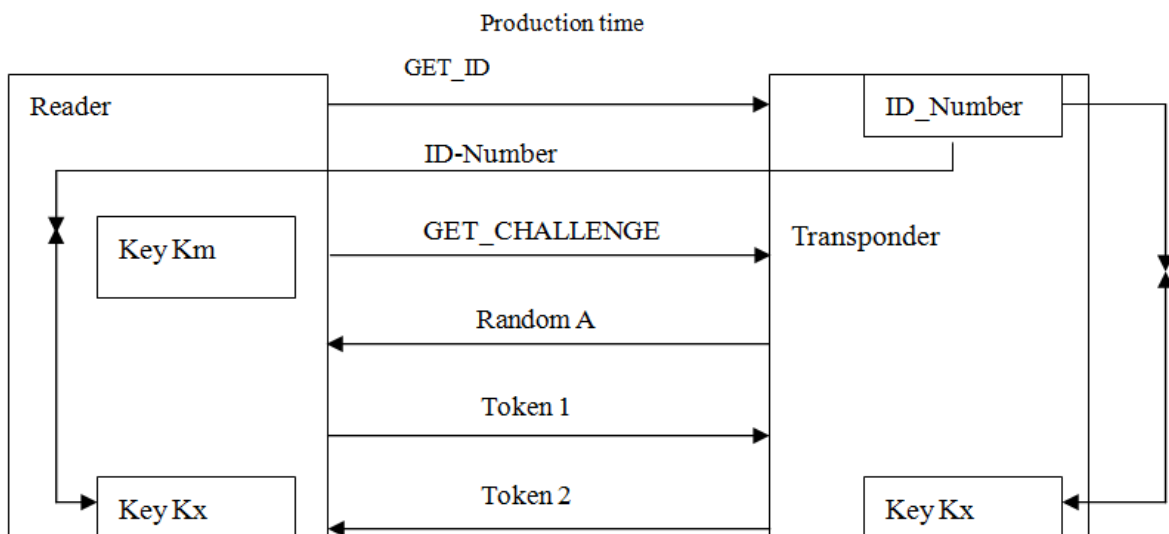 Production time
GET_ID
Reader
ID_Number
ID-Number
Key Km
GET_CHALLENGE
Transponder
Random A
Token 1
Token 2
Key Kx
Key Kx